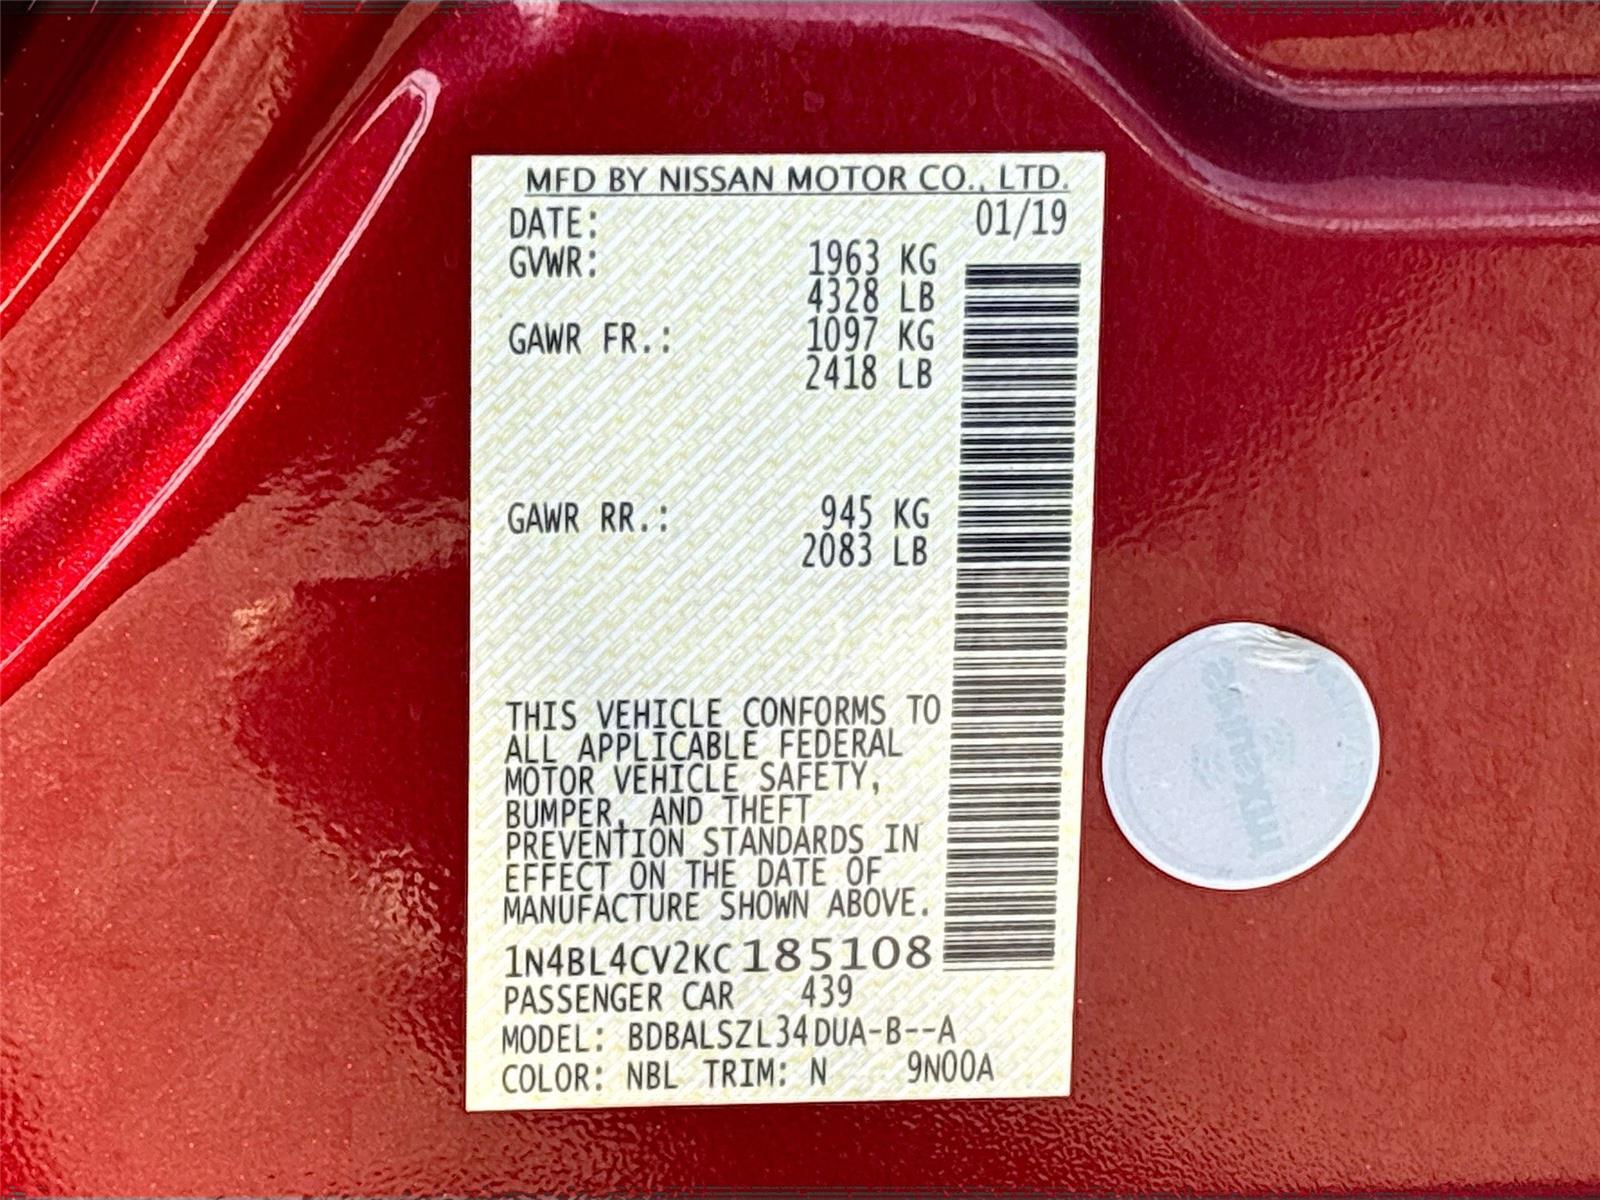 MFD BY NISSAN MOTOR CO., LTD.
DATE: 01/19
GVWR: 1963 KG
4328 LB
GAWR FR.: 1097 KG
2418 LB
GAWR RR.: 945 KG
2083 LB
THIS VEHICLE CONFORMS TO
ALL APPLICABLE FEDERAL
MOTOR VEHICLE SAFETY,
BUMPER, AND THEFT
PREVENTION STANDARDS IN
EFFECT ON THE DATE OF
MANUFACTURE SHOWN ABOVE.
1N4BL4CV2KC185108
PASSENGER CAR 439
MODEL: BDBALSZL34DUA-B--A
COLOR: NBL TRIM: N 9N00A